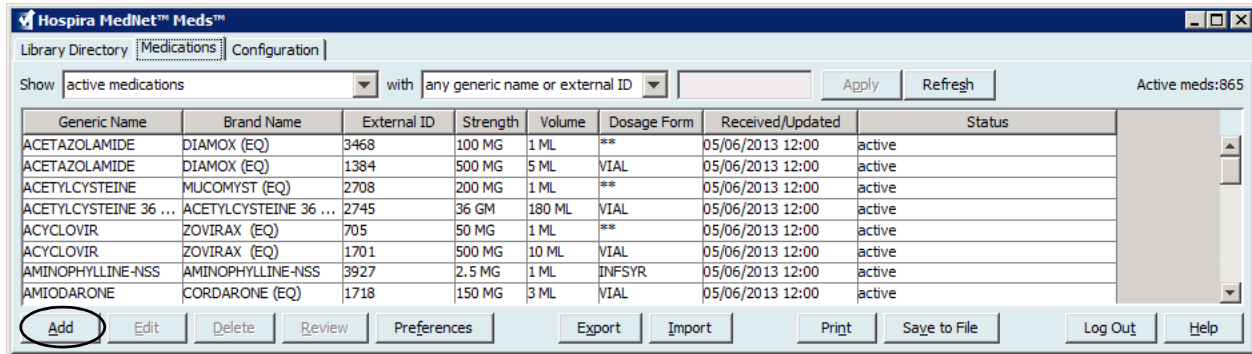 Hospira MedNet™ Meds™
Library Directory Medications Configuration
Show active medications with any generic name or external ID Apply Refresh Active meds:865
Generic Name Brand Name External ID Strength Volume Dosage Form Received/Updated Status
ACETAZOLAMIDE DIAMOX (EQ) 3468 100 MG 1 ML ** 05/06/2013 12:00 active
ACETAZOLAMIDE DIAMOX (EQ) 1384 500 MG 5 ML VIAL 05/06/2013 12:00 active
ACETYLCYSTEINE MUCOMYST (EQ) 2708 200 MG 1 ML ** 05/06/2013 12:00 active
ACETYLCYSTEINE 36 ... ACETYLCYSTEINE 36 ... 2745 36 GM 180 ML VIAL 05/06/2013 12:00 active
ACYCLOVIR ZOVIRAX (EQ) 705 50 MG 1 ML ** 05/06/2013 12:00 active
ACYCLOVIR ZOVIRAX (EQ) 1701 500 MG 10 ML VIAL 05/06/2013 12:00 active
AMINOPHYLLINE-NSS AMINOPHYLLINE-NSS 3927 2.5 MG 1 ML INFSYR 05/06/2013 12:00 active
AMIODARONE CORDARONE (EQ) 1718 150 MG 3 ML VIAL 05/06/2013 12:00 active
Add Edit Delete Review Preferences Export Import Print Save to File Log Out Help